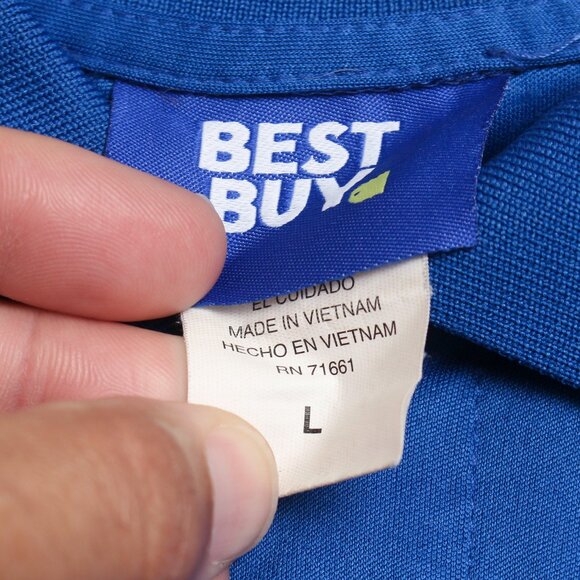 BEST
BUY
EL CUIDADO
MADE IN VIETNAM
HECHO EN VIETNAM
RN 71661
L